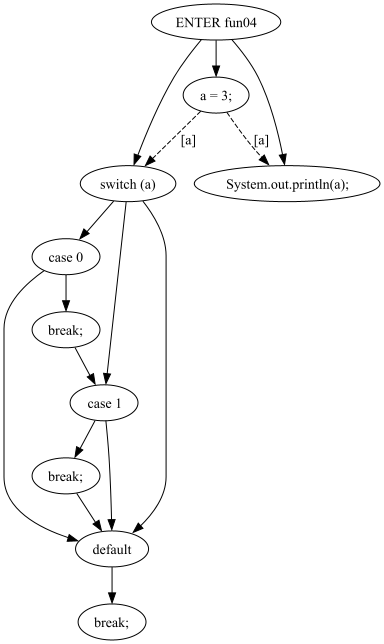 ENTER fun04
a = 3;
[a]
[a]
switch (a)
System.out.println(a);
case 0
break;
case 1
break;
default
break;